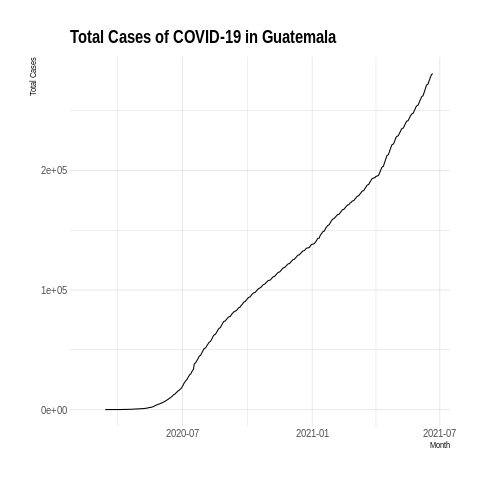 Total Cases of COVID-19 in Guatemala
Total Cases
2e+05
1e+05
0e+00
2020-07
2021-01
2021-07
Month